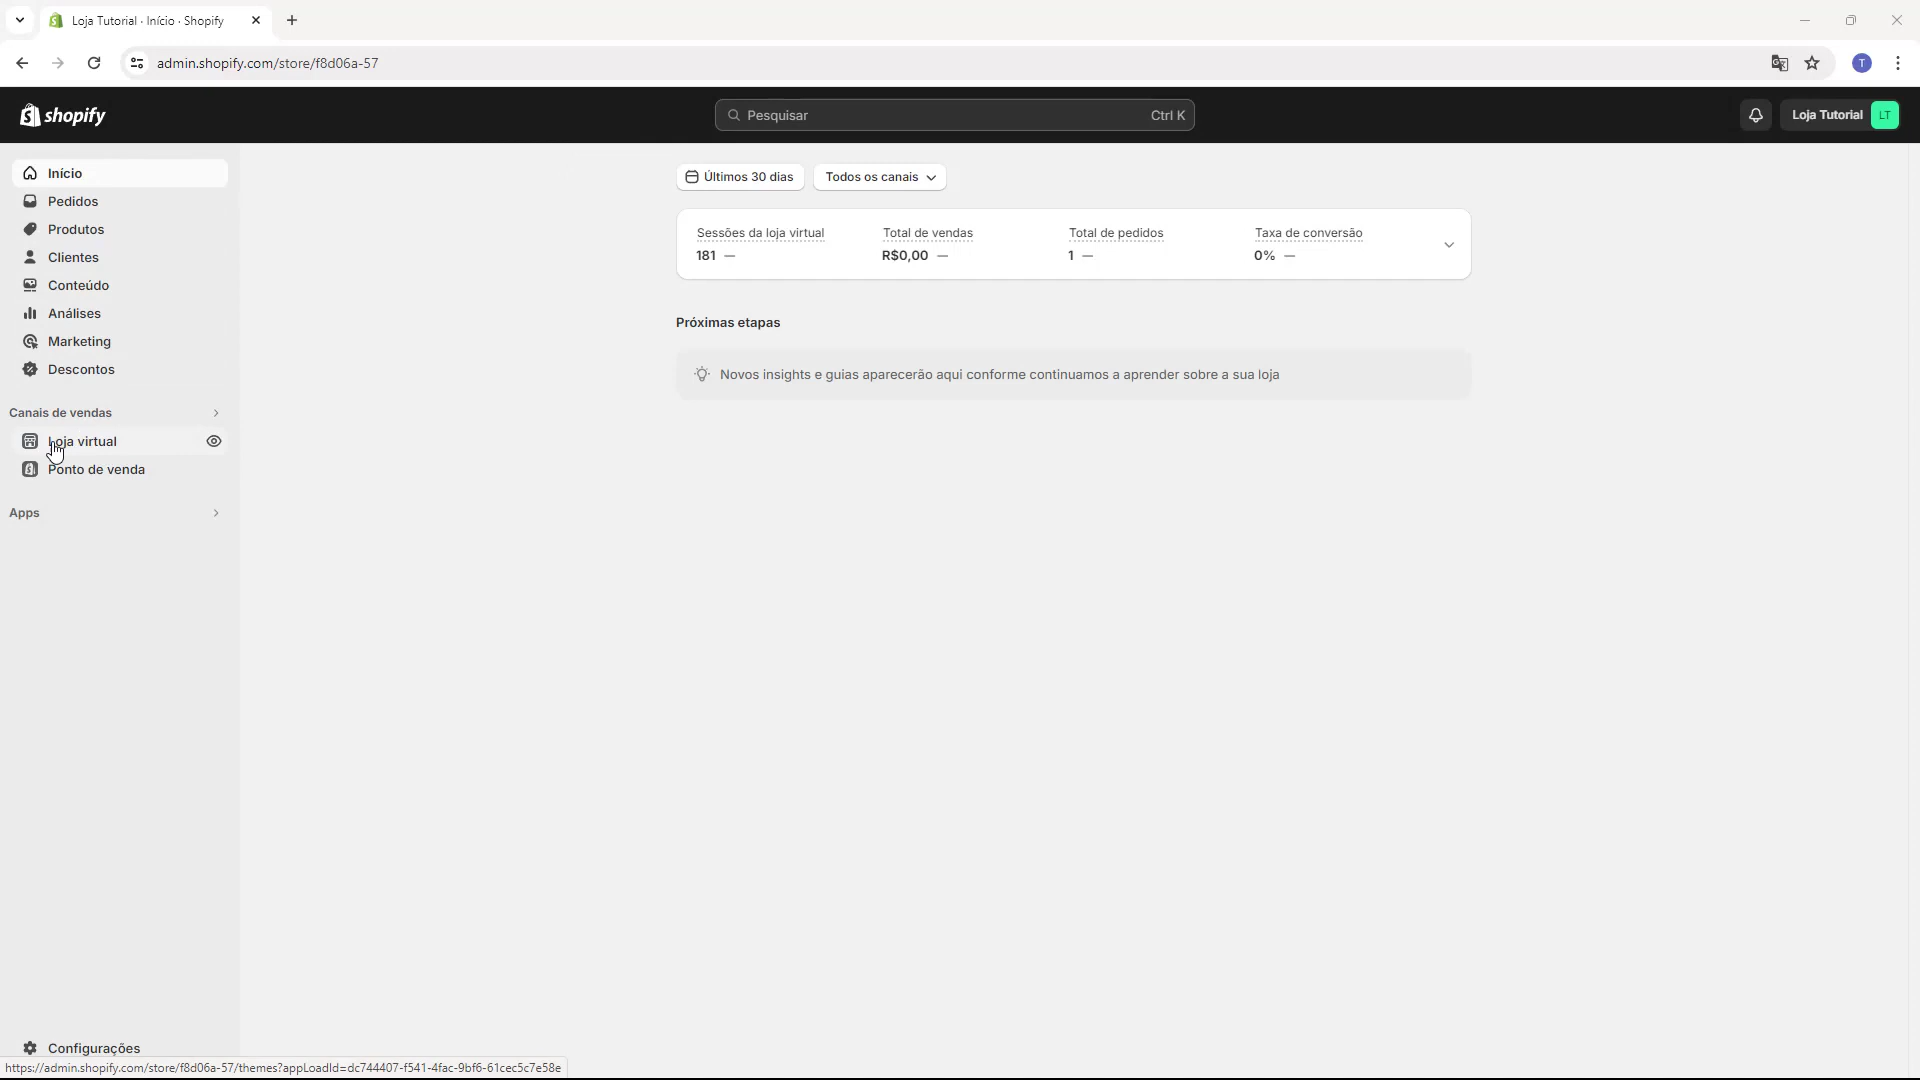 Loja Tutorial · Início · Shopify
admin.shopify.com/store/f8d06a-57
T
shopify
Pesquisar
Ctrl K
Loja Tutorial
LT
Início
Pedidos
Produtos
Clientes
Conteúdo
Análises
Marketing
Descontos
Canais de vendas
Loja virtual
Ponto de venda
Apps
Configurações
Últimos 30 dias
Todos os canais
Sessões da loja virtual
181 —
Total de vendas
R$0,00 —
Total de pedidos
1 —
Taxa de conversão
0% —
Próximas etapas
Novos insights e guias aparecerão aqui conforme continuamos a aprender sobre a sua loja
https://admin.shopify.com/store/f8d06a-57/themes?appLoadId=dc744407-f541-4fac-9bf6-61cec5c7e58e